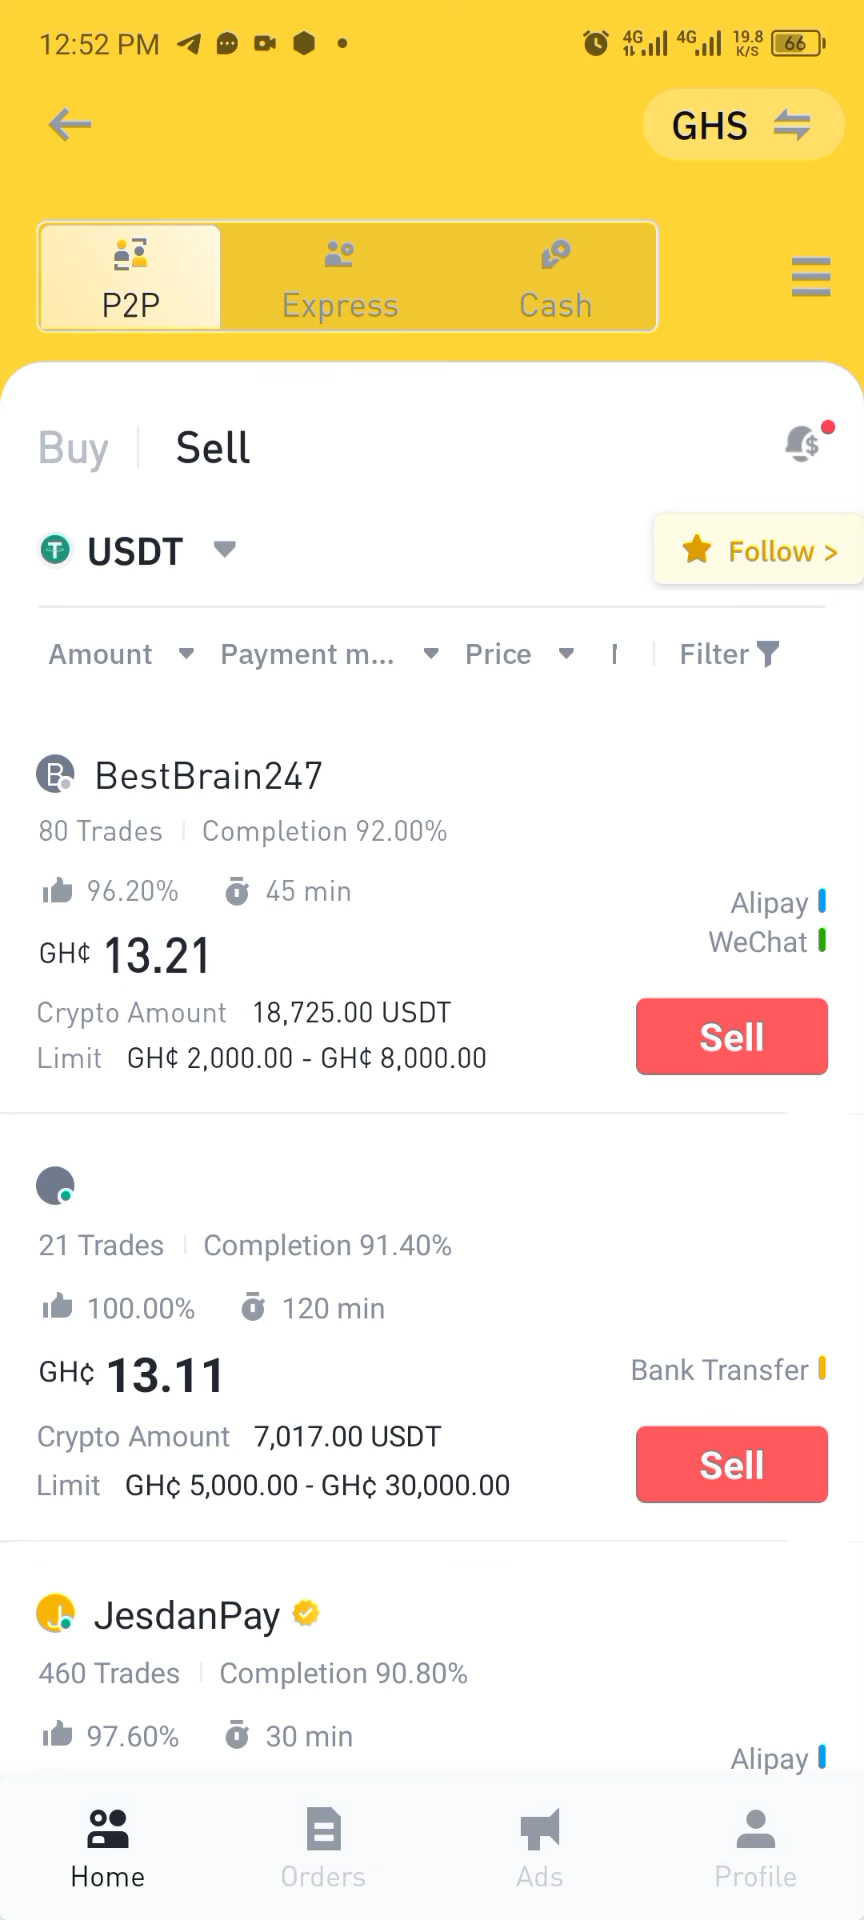 12:52 PM 4G 4G 19.8 K/S 66
GHS
P2P Express Cash
Buy Sell
USDT Follow >
Amount Payment m... Price Filter
B BestBrain247
80 Trades Completion 92.00%
96.20% 45 min
Alipay
WeChat
GH¢ 13.21
Crypto Amount 18,725.00 USDT
Limit GH¢ 2,000.00 - GH¢ 8,000.00
Sell
21 Trades Completion 91.40%
100.00% 120 min
GH¢ 13.11
Bank Transfer
Crypto Amount 7,017.00 USDT
Limit GH¢ 5,000.00 - GH¢ 30,000.00
Sell
J JesdanPay
460 Trades Completion 90.80%
97.60% 30 min
Alipay
Home Orders Ads Profile